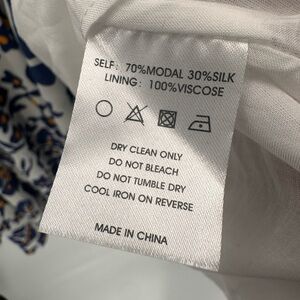 SELF: 70%MODAL 30%SILK
LINING: 100%VISCOSE
DRY CLEAN ONLY
DO NOT BLEACH
DO NOT TUMBLE DRY
COOL IRON ON REVERSE
MADE IN CHINA